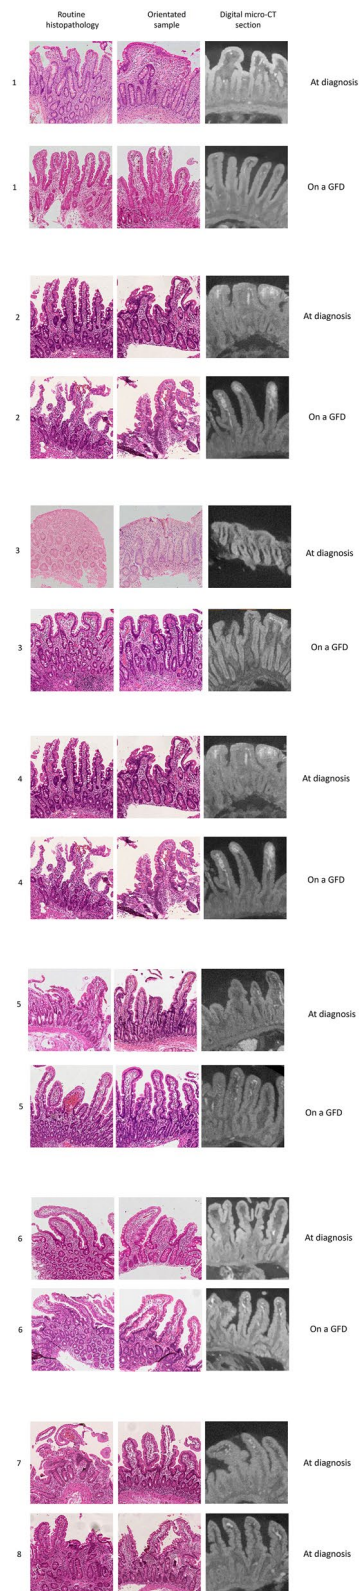 Routine histopathology
Orientated sample
Digital micro-CT section
1 At diagnosis
1 On a GFD
2 At diagnosis
2 On a GFD
3 At diagnosis
3 On a GFD
4 At diagnosis
4 On a GFD
5 At diagnosis
5 On a GFD
6 At diagnosis
6 On a GFD
7 At diagnosis
8 At diagnosis